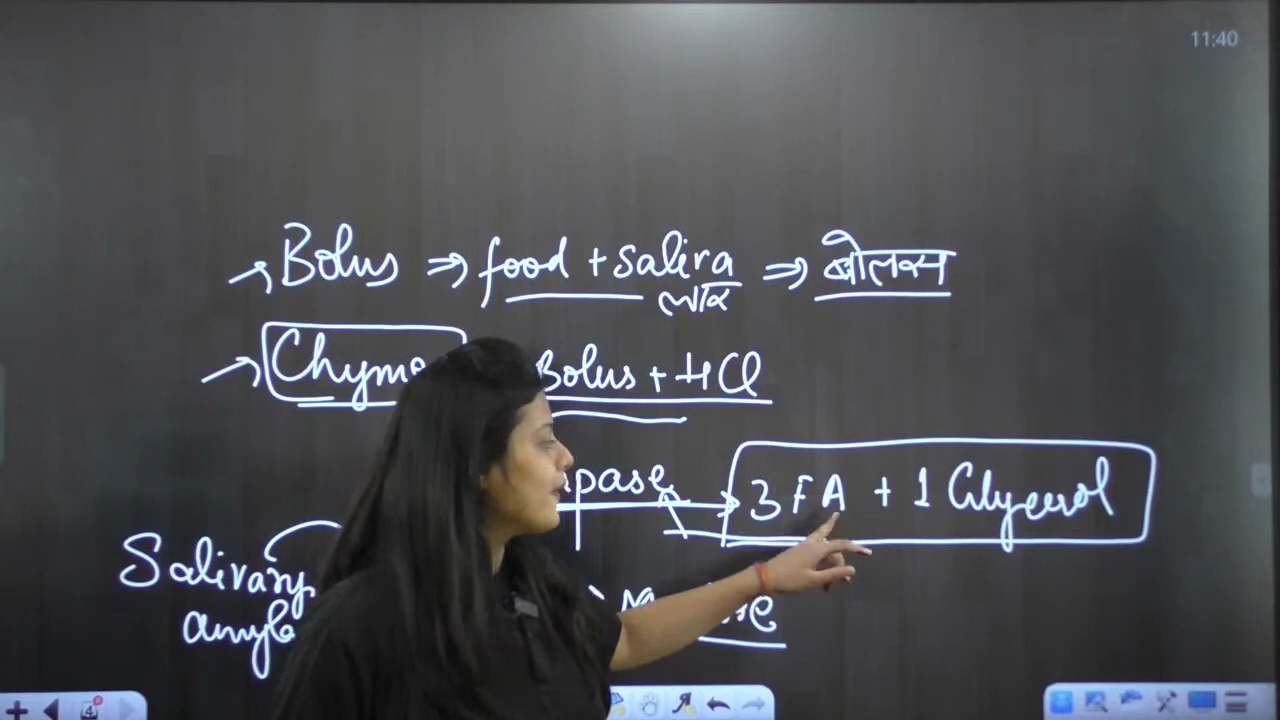 11:40
Bolus ⇒ food + saliva ⇒ बोलस
लार
Chyme Bolus + HCl
pase → 3 FA + 1 Glycerol
Salivary
amyla